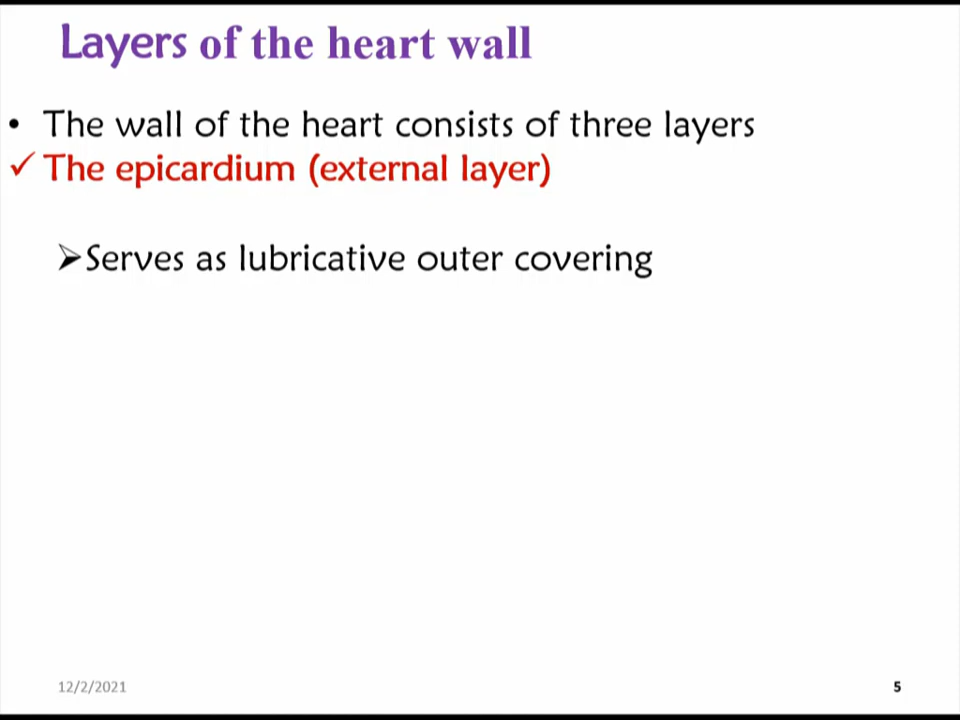 Layers of the heart wall
• The wall of the heart consists of three layers
✓ The epicardium (external layer)
➢Serves as lubricative outer covering
12/2/2021
5